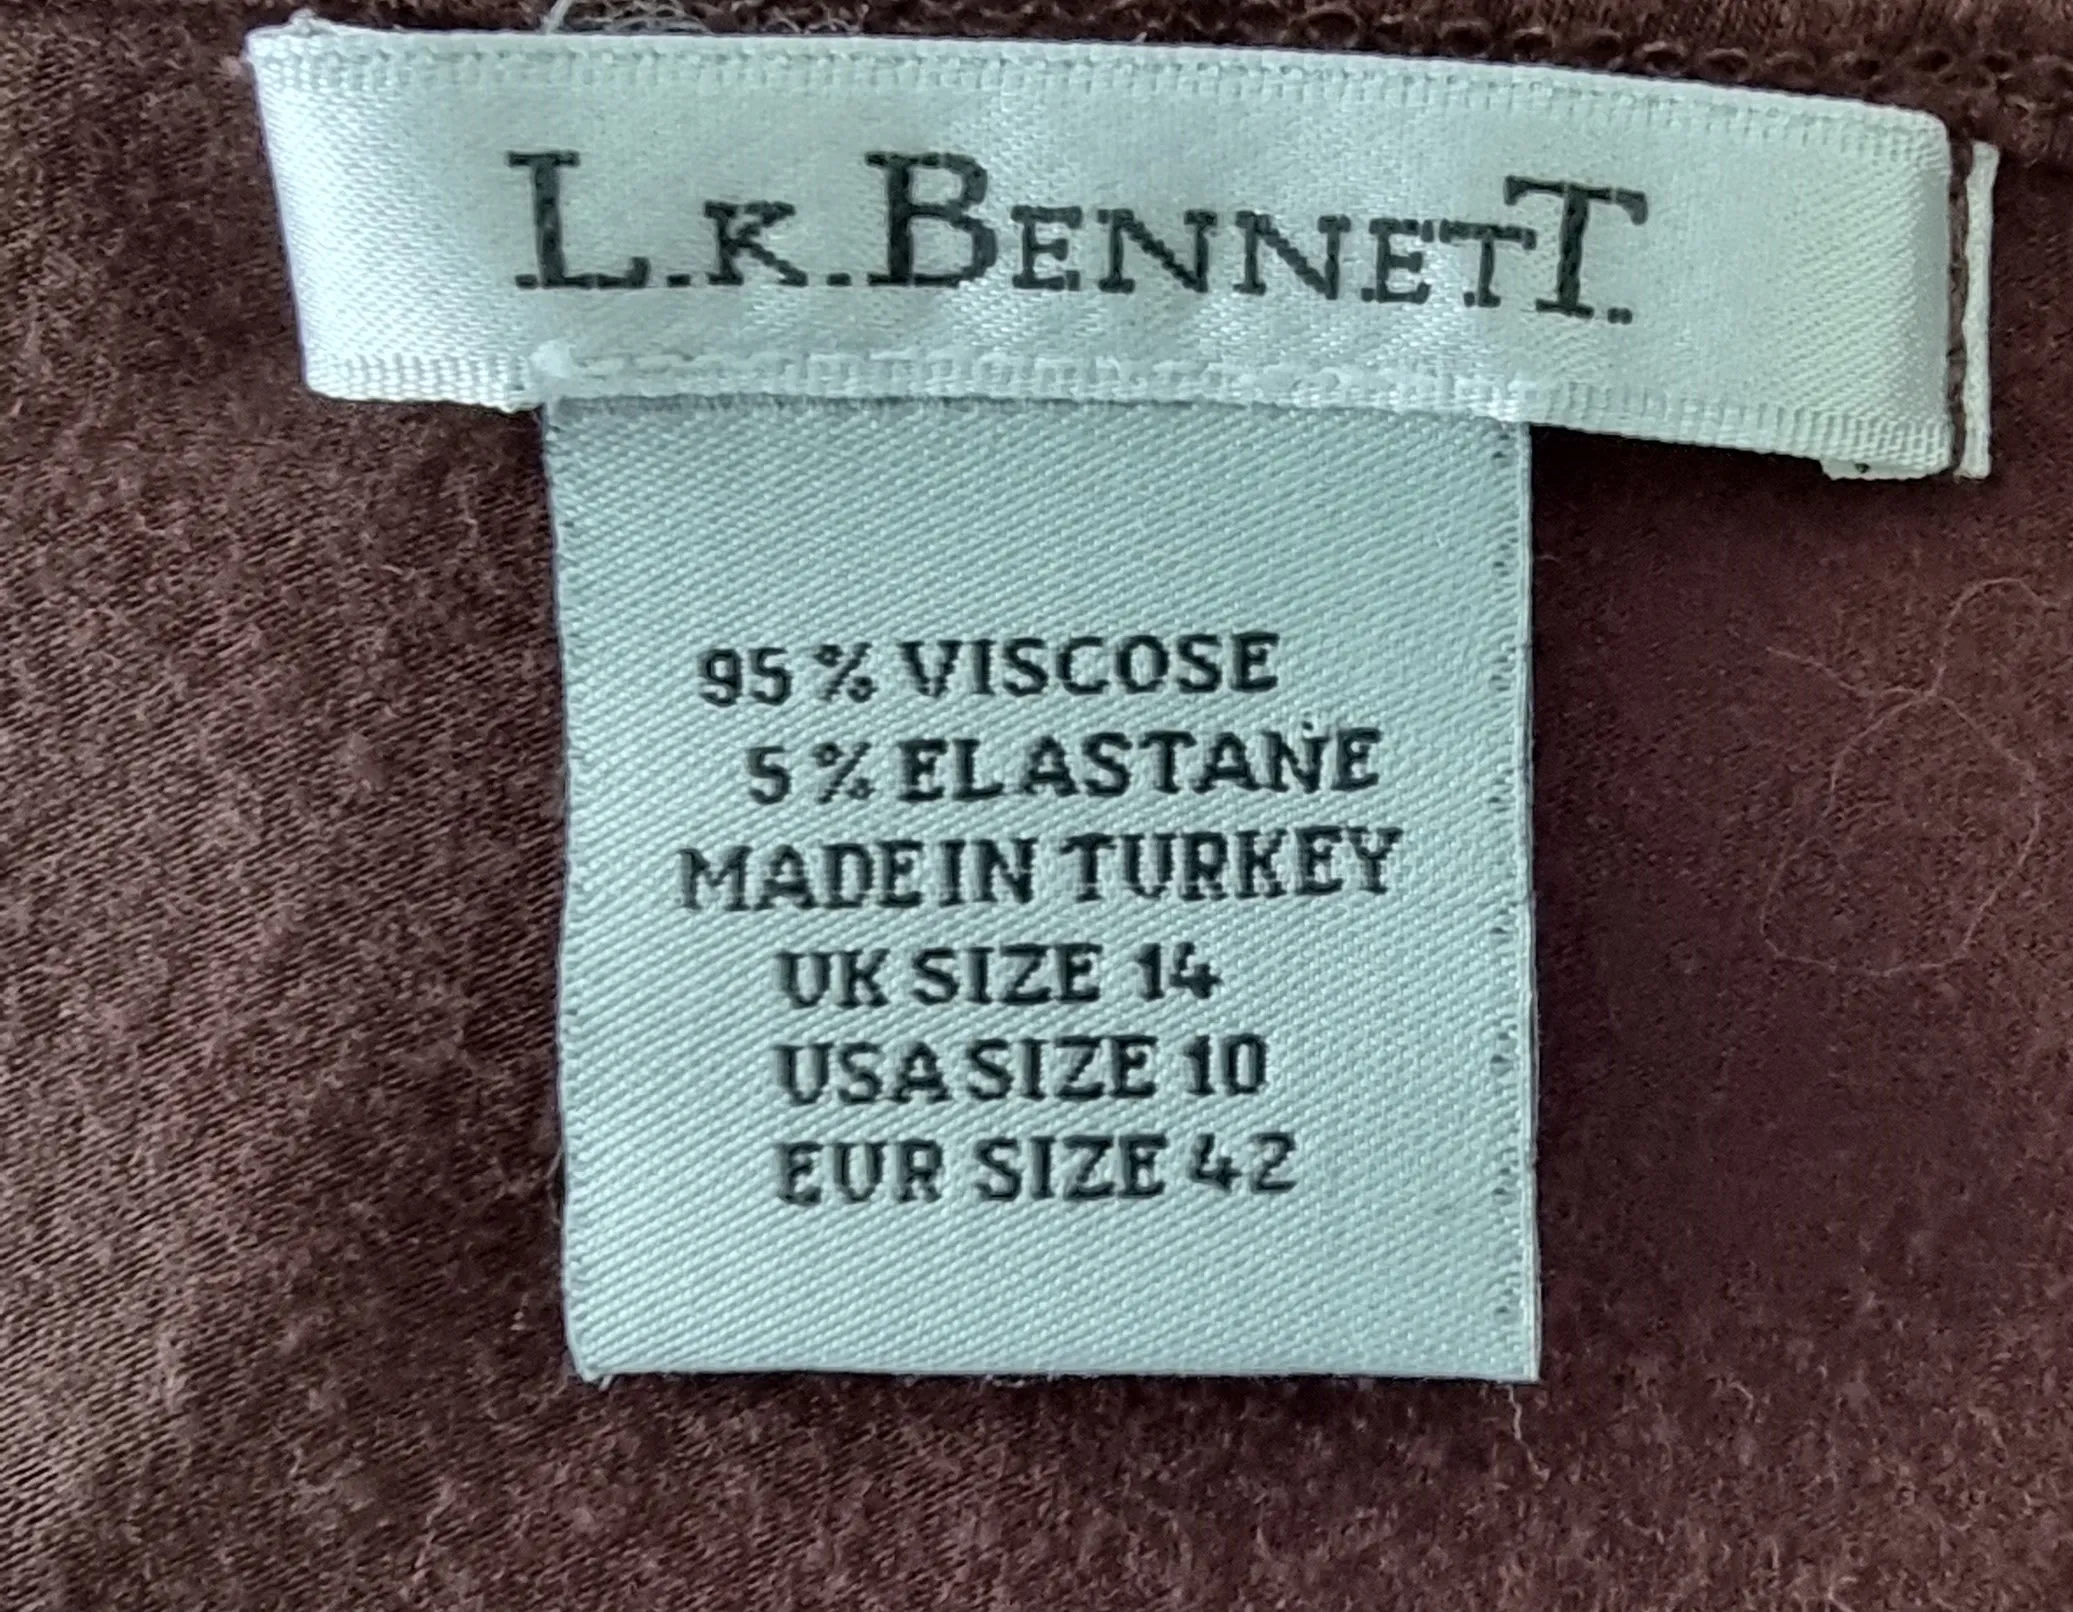 L.K.BENNETT.
95% VISCOSE
5% ELASTANE
MADE IN TURKEY
UK SIZE 14
USA SIZE 10
EUR SIZE 42